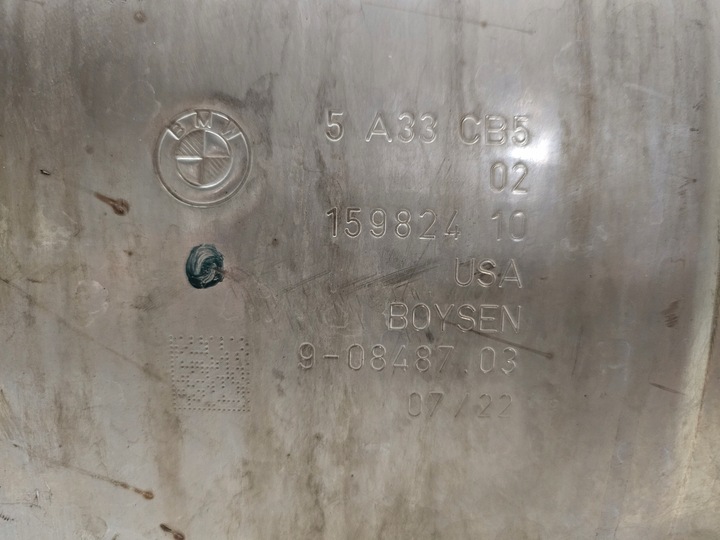 BMW
5 A33 CB5
02
159824 10
USA
BOYSEN
9-08487.03
07/22